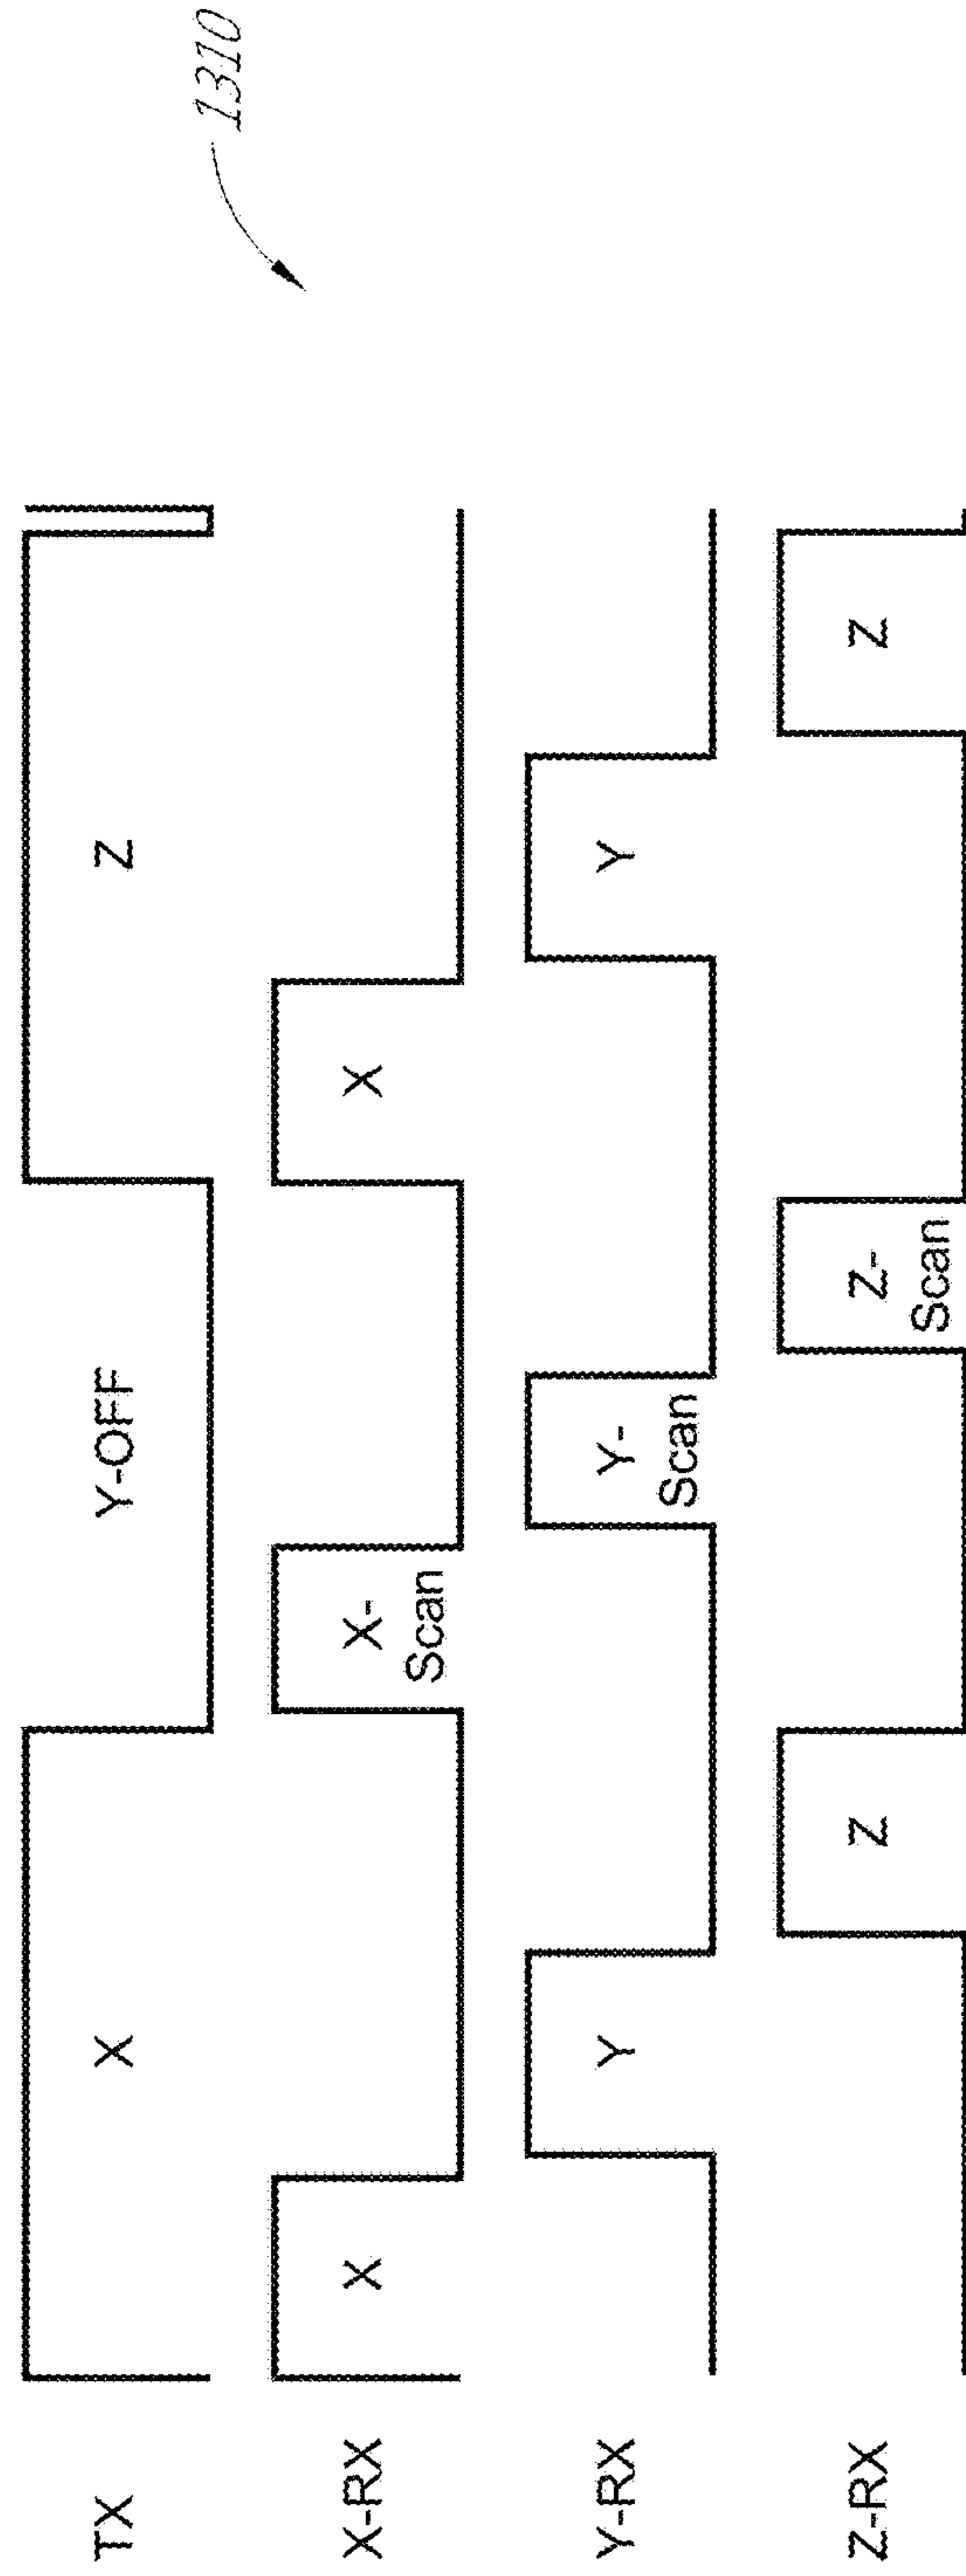 1310
TX
X
Y-OFF
Z
X-RX
X
X-
Scan
X
Y-RX
Y
Y-
Scan
Y
Z-RX
Z
Z-
Scan
Z